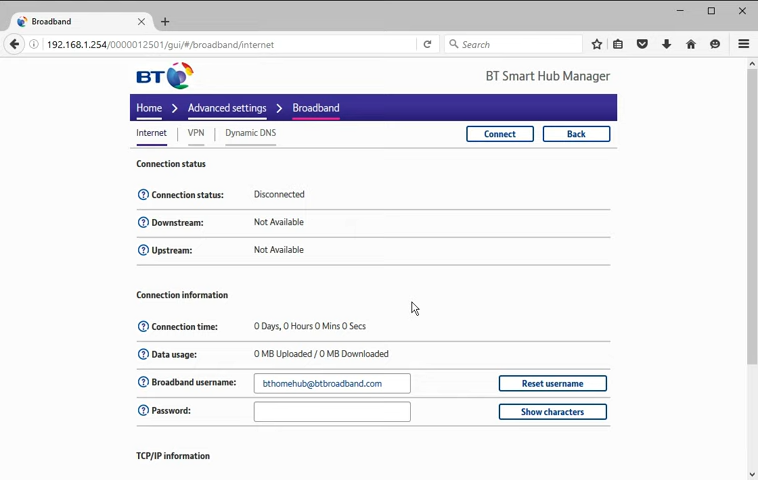 Broadband
192.168.1.254/0000012501/gui/#/broadband/internet
Search
BT
BT Smart Hub Manager
Home > Advanced settings > Broadband
Internet | VPN | Dynamic DNS
Connect Back
Connection status
? Connection status: Disconnected
? Downstream: Not Available
? Upstream: Not Available
Connection information
? Connection time: 0 Days, 0 Hours 0 Mins 0 Secs
? Data usage: 0 MB Uploaded / 0 MB Downloaded
? Broadband username: bthomehub@btbroadband.com Reset username
? Password: Show characters
TCP/IP information